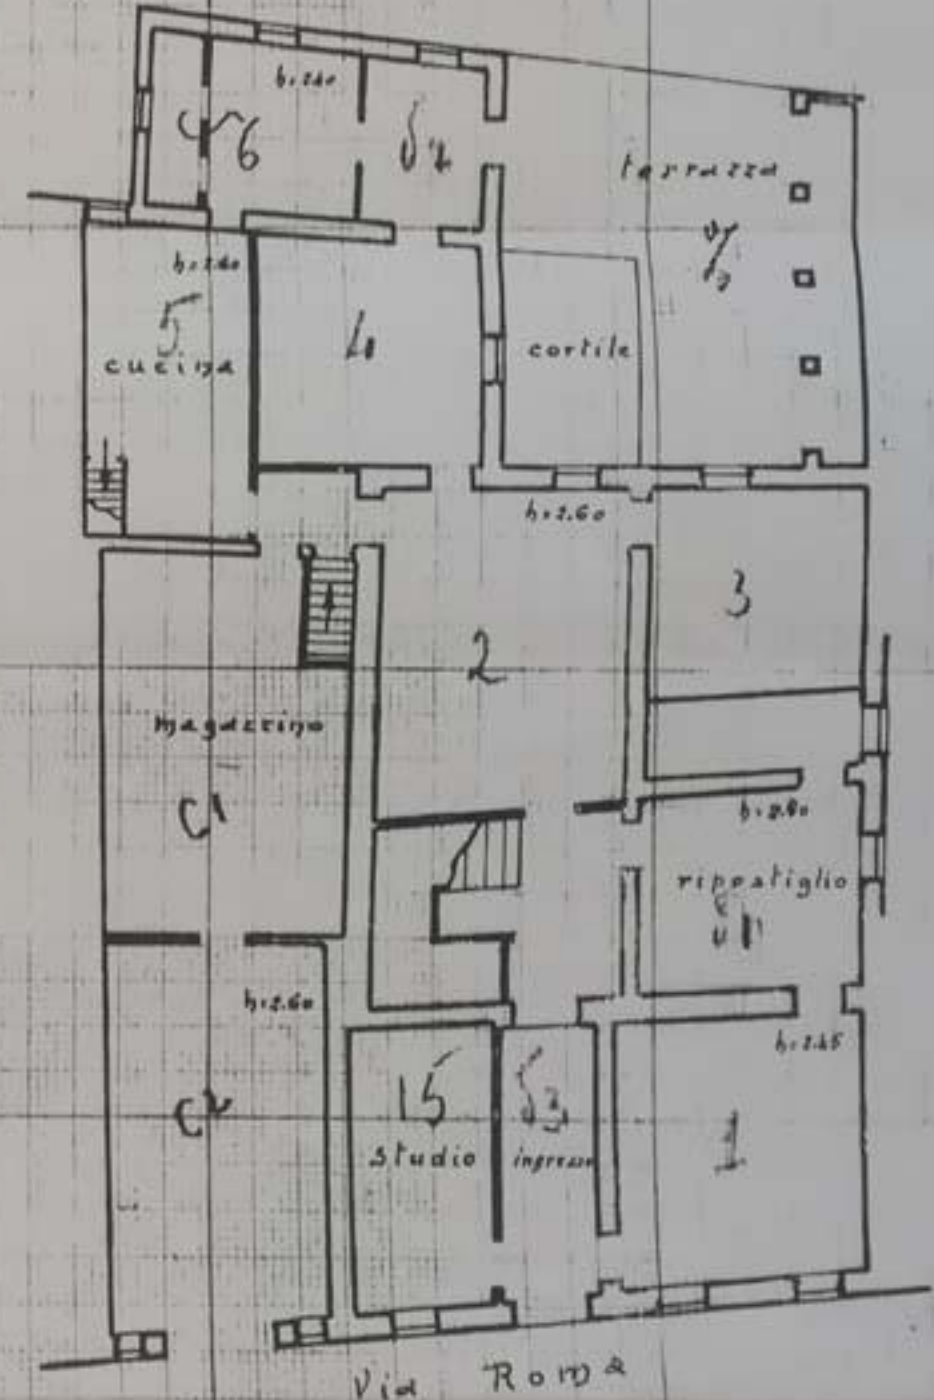 h=2.40
6
terrazza
h=2.40
5
cucina
4
cortile
h=2.60
3
2
magazzino
C1
h=2.80
ripostiglio
h=2.60
h=2.45
C2
15
studio
ingresso
1
Via Roma